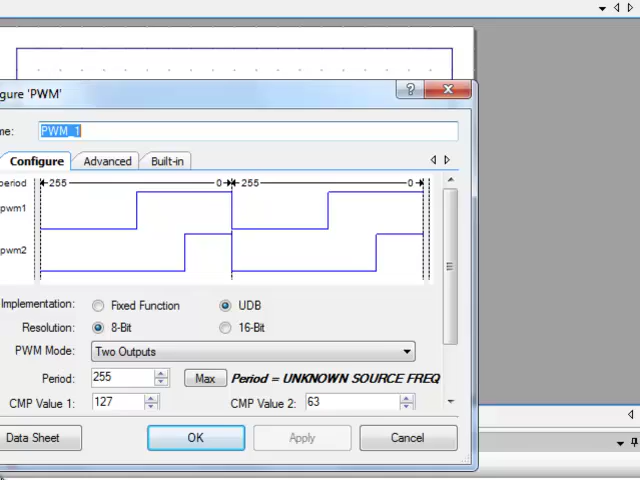 gure 'PWM'
me: PWM_1
Configure Advanced Built-in
period 255 0 255 0
pwm1
pwm2
Implementation: Fixed Function UDB
Resolution: 8-Bit 16-Bit
PWM Mode: Two Outputs
Period: 255 Max Period = UNKNOWN SOURCE FREQ
CMP Value 1: 127 CMP Value 2: 63
Data Sheet OK Apply Cancel